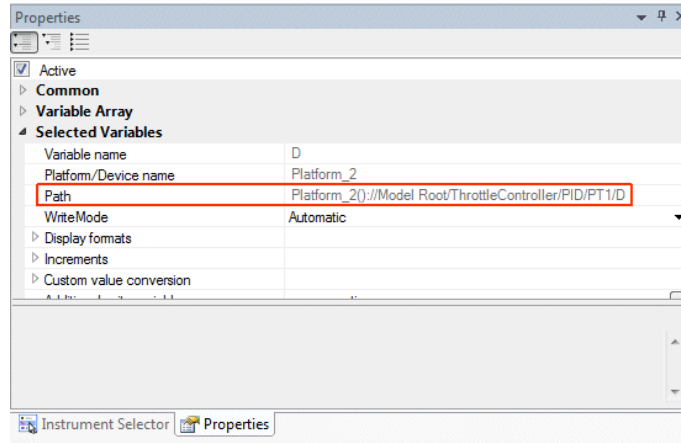 Properties
Active
Common
Variable Array
Selected Variables
Variable name D
Platform/Device name Platform_2
Path Platform_2()://Model Root/ThrottleController/PID/PT1/D
WriteMode Automatic
Display formats
Increments
Custom value conversion
Instrument Selector Properties